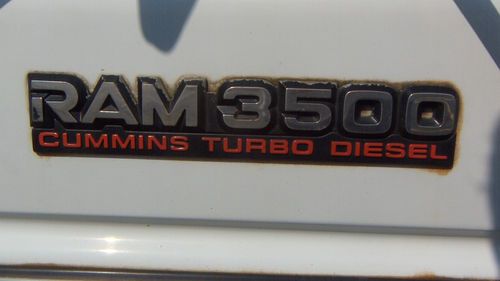 RAM 3500
CUMMINS TURBO DIESEL